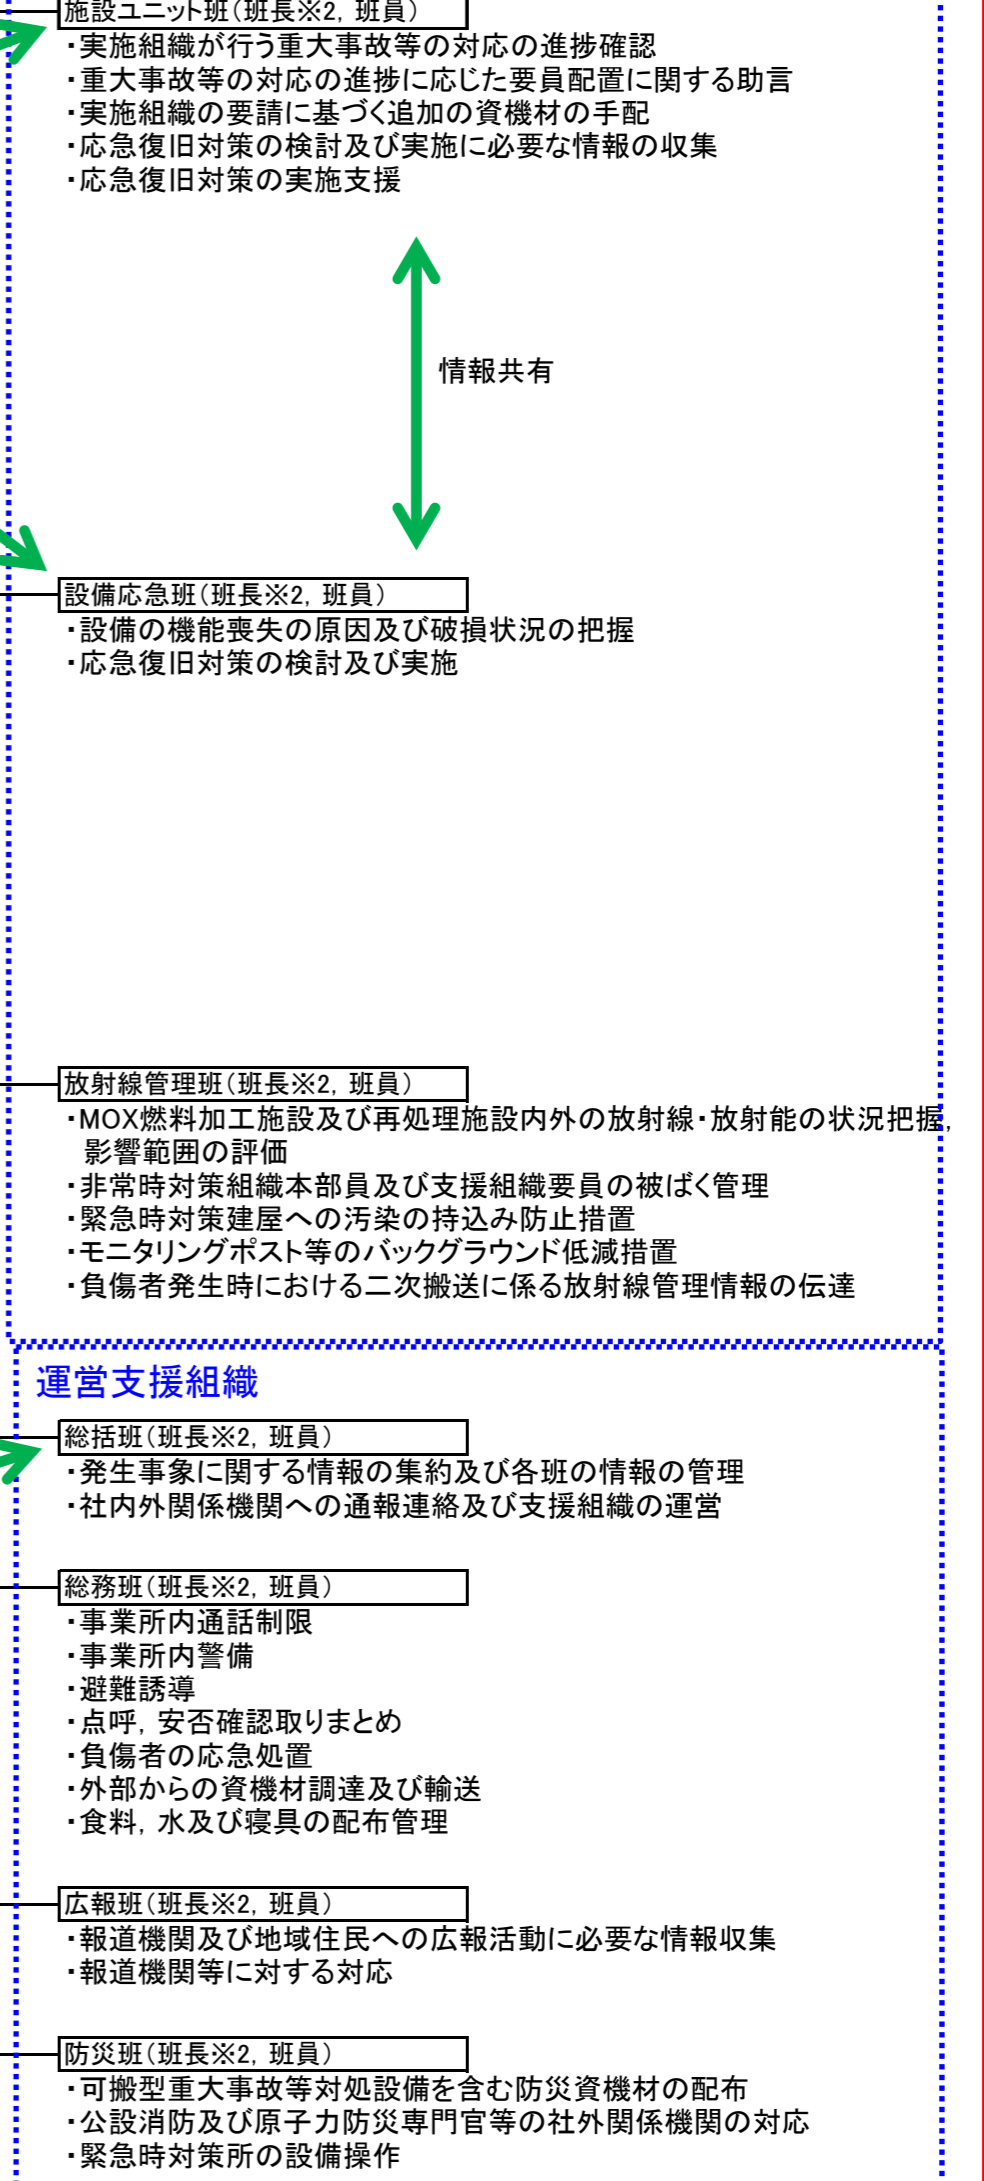 施設ユニット班（班長※2，班員）
・実施組織が行う重大事故等の対応の進捗確認
・重大事故等の対応の進捗に応じた要員配置に関する助言
・実施組織の要請に基づく追加の資機材の手配
・応急復旧対策の検討及び実施に必要な情報の収集
・応急復旧対策の実施支援
情報共有
設備応急班（班長※2，班員）
・設備の機能喪失の原因及び破損状況の把握
・応急復旧対策の検討及び実施
放射線管理班（班長※2，班員）
・MOX燃料加工施設及び再処理施設内外の放射線・放射能の状況把握，
影響範囲の評価
・非常時対策組織本部員及び支援組織要員の被ばく管理
・緊急時対策建屋への汚染の持込み防止措置
・モニタリングポスト等のバックグラウンド低減措置
・負傷者発生時における二次搬送に係る放射線管理情報の伝達
運営支援組織
総括班（班長※2，班員）
・発生事象に関する情報の集約及び各班の情報の管理
・社内外関係機関への通報連絡及び支援組織の運営
総務班（班長※2，班員）
・事業所内通話制限
・事業所内警備
・避難誘導
・点呼，安否確認取りまとめ
・負傷者の応急処置
・外部からの資機材調達及び輸送
・食料，水及び寝具の配布管理
広報班（班長※2，班員）
・報道機関及び地域住民への広報活動に必要な情報収集
・報道機関等に対する対応
防災班（班長※2，班員）
・可搬型重大事故等対処設備を含む防災資機材の配布
・公設消防及び原子力防災専門官等の社外関係機関の対応
・緊急時対策所の設備操作